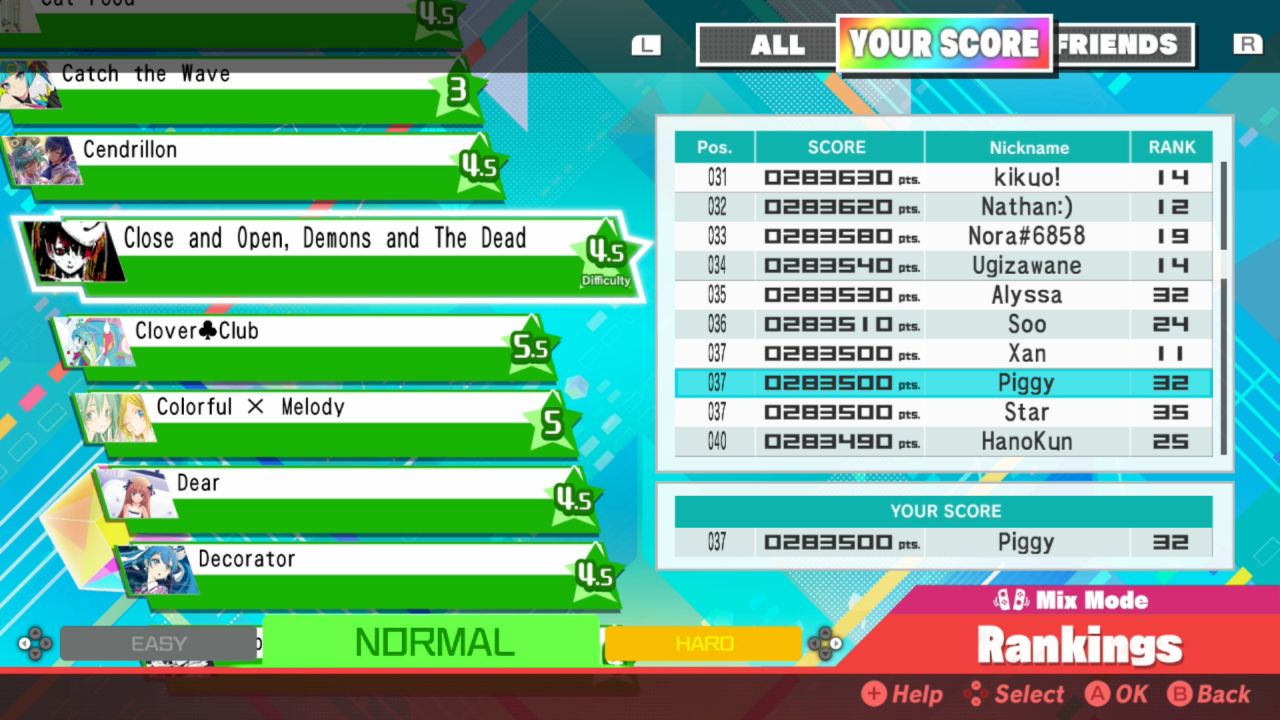 Cat Food
4.5
Catch the Wave
3
Cendrillon
4.5
Close and Open, Demons and The Dead
4.5
Difficulty
Clover♣Club
5.5
Colorful × Melody
5
Dear
4.5
Decorator
4.5
EASY
NORMAL
HARD
L
ALL
YOUR SCORE
FRIENDS
R
Pos. SCORE Nickname RANK
031 0283630 pts. kikuo! 14
032 0283620 pts. Nathan:) 12
033 0283580 pts. Nora#6858 19
034 0283540 pts. Ugizawane 14
035 0283530 pts. Alyssa 32
036 0283510 pts. Soo 24
037 0283500 pts. Xan 11
037 0283500 pts. Piggy 32
037 0283500 pts. Star 35
040 0283490 pts. HanoKun 25
YOUR SCORE
037 0283500 pts. Piggy 32
Mix Mode
Rankings
+ Help Select A OK B Back